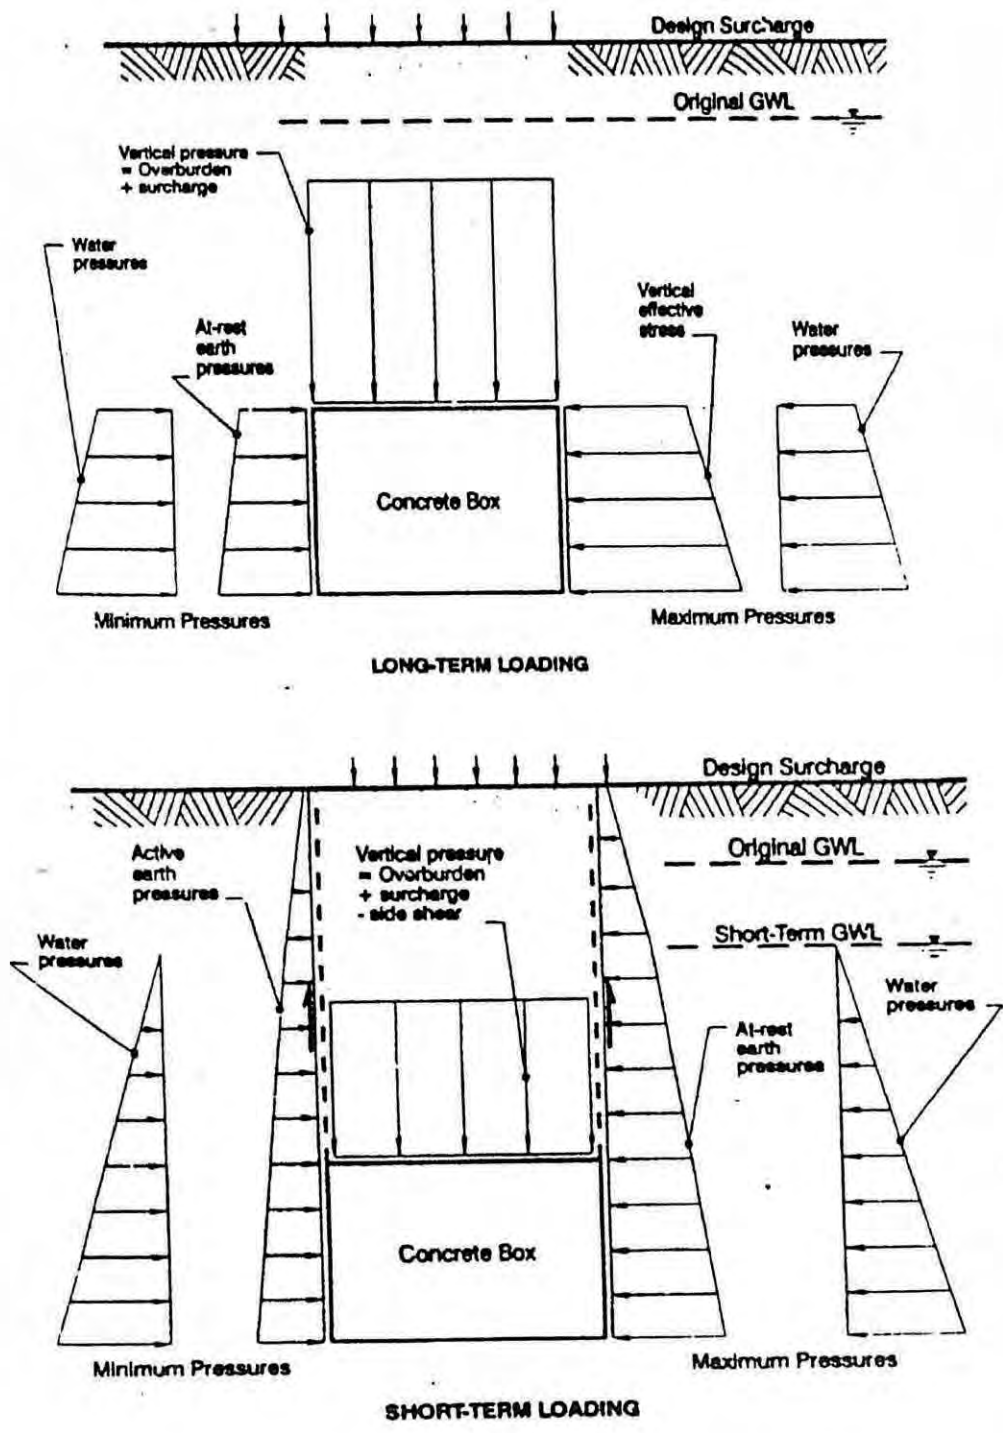 Design Surcharge
Original GWL
Vertical pressure
= Overburden
+ surcharge
Water
pressures
At-rest
earth
pressures
Vertical
effective
stress
Water
pressures
Concrete Box
Minimum Pressures
Maximum Pressures
LONG-TERM LOADING
Design Surcharge
Active
earth
pressures
Vertical pressure
= Overburden
+ surcharge
- side shear
Original GWL
Short-Term GWL
Water
pressures
Water
pressures
At-rest
earth
pressures
Concrete Box
Minimum Pressures
Maximum Pressures
SHORT-TERM LOADING